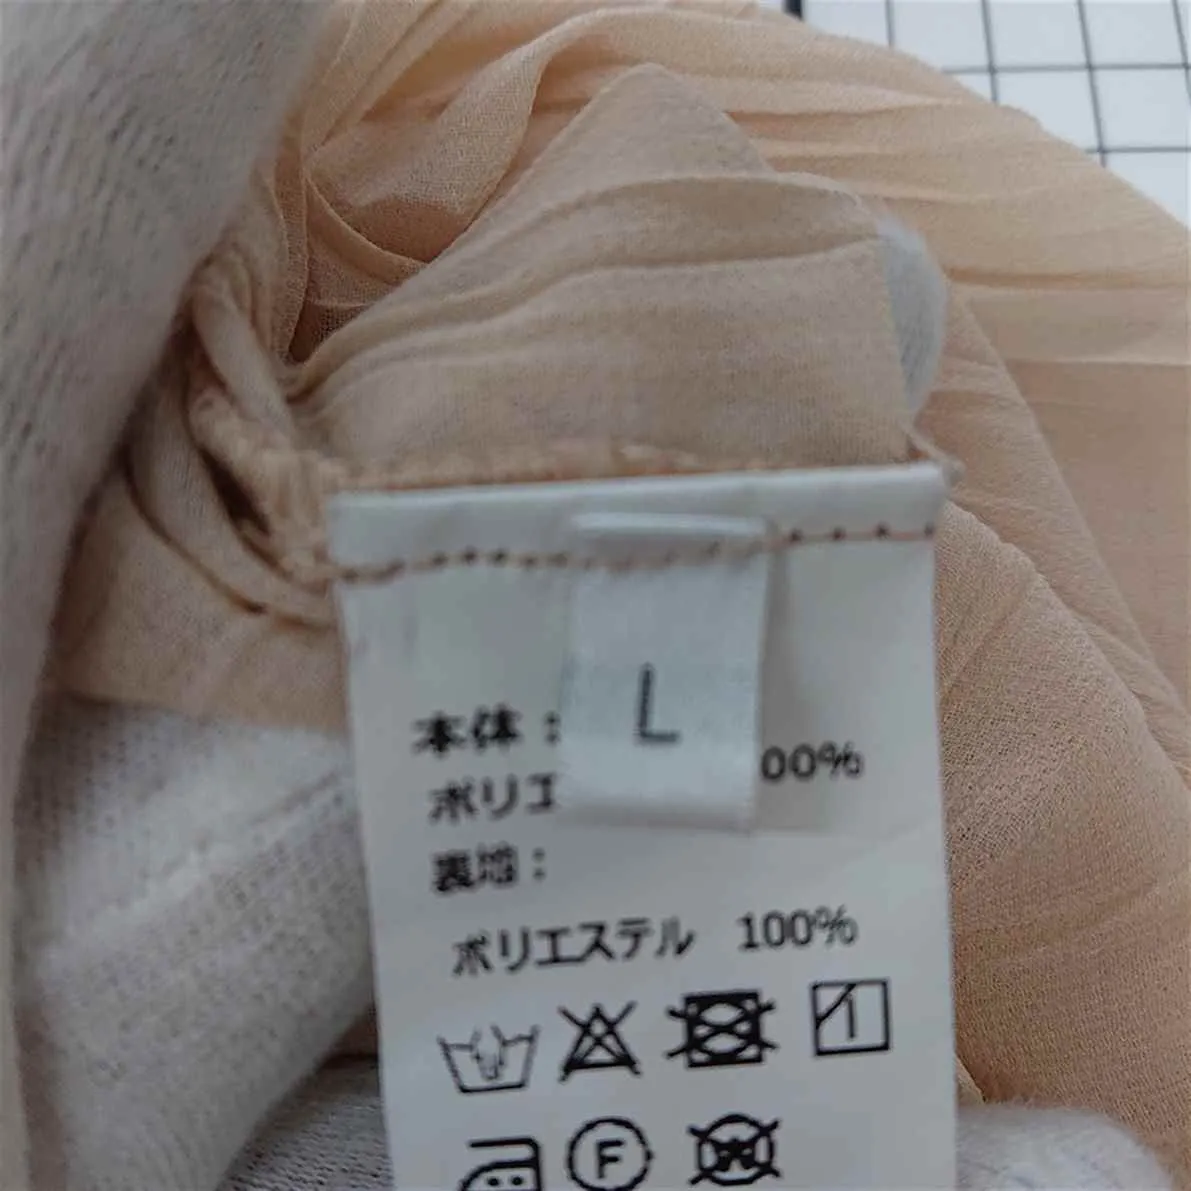 L
本体：
ポリエ 00%
裏地：
ポリエステル 100%
F
W